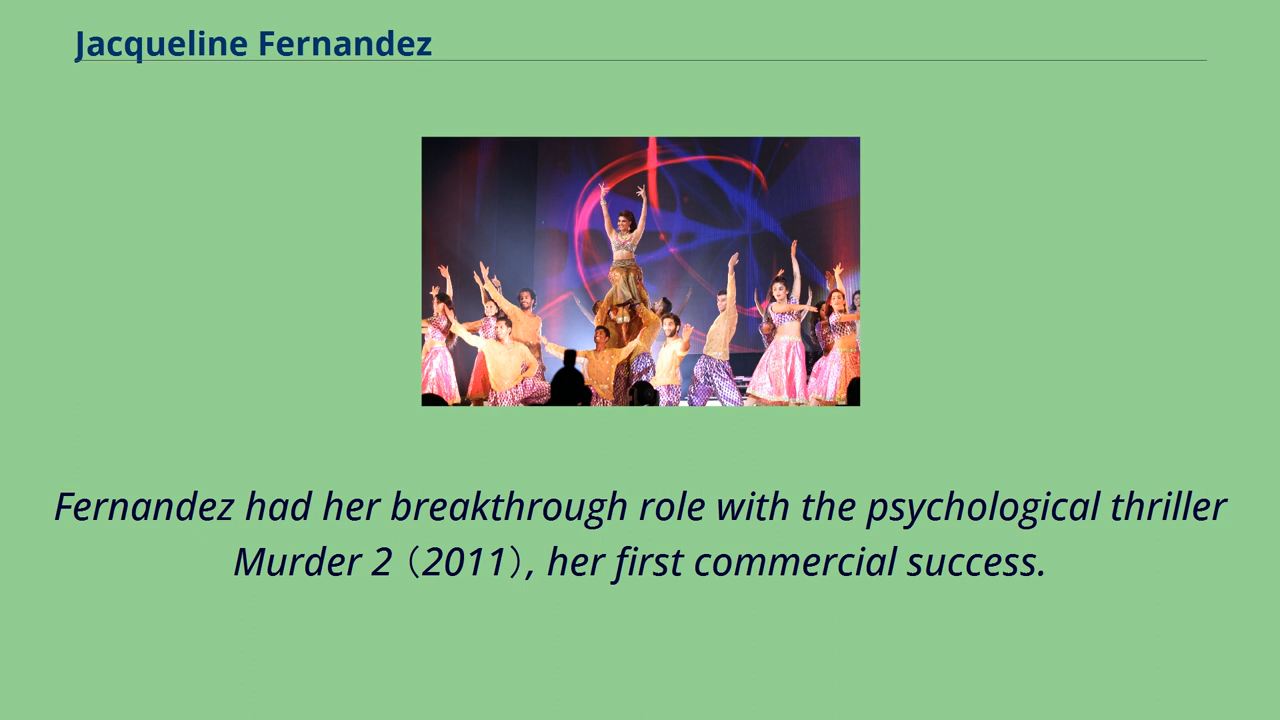 Jacqueline Fernandez
Fernandez had her breakthrough role with the psychological thriller
Murder 2（2011）, her first commercial success.